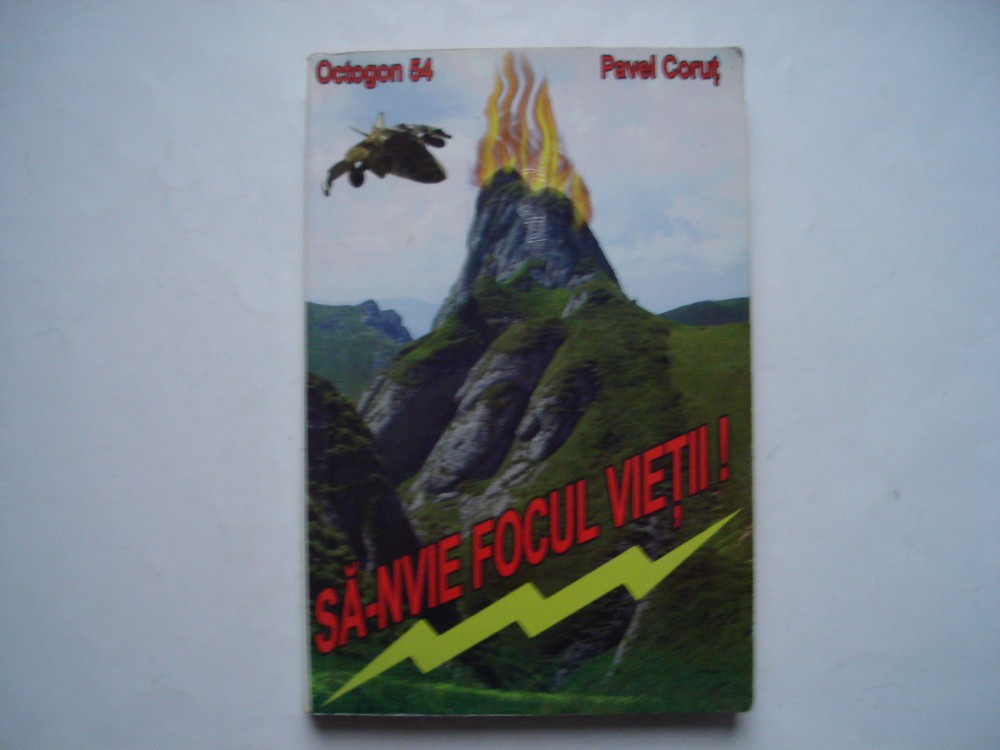 Octogon 54
Pavel Coruț
SĂ-NVIE FOCUL VIEȚII !